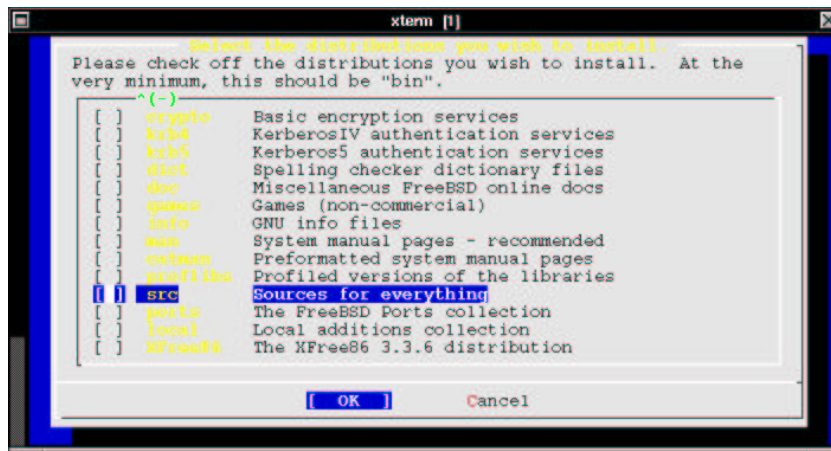 xterm [1]
Select the distributions you wish to install.
Please check off the distributions you wish to install. At the
very minimum, this should be "bin".
^(-)
[ ] crypto Basic encryption services
[ ] krb4 KerberosIV authentication services
[ ] krb5 Kerberos5 authentication services
[ ] dict Spelling checker dictionary files
[ ] doc Miscellaneous FreeBSD online docs
[ ] games Games (non-commercial)
[ ] info GNU info files
[ ] man System manual pages - recommended
[ ] catman Preformatted system manual pages
[ ] proflibs Profiled versions of the libraries
[ ] src Sources for everything
[ ] ports The FreeBSD Ports collection
[ ] local Local additions collection
[ ] XFree86 The XFree86 3.3.6 distribution
[ OK ] Cancel